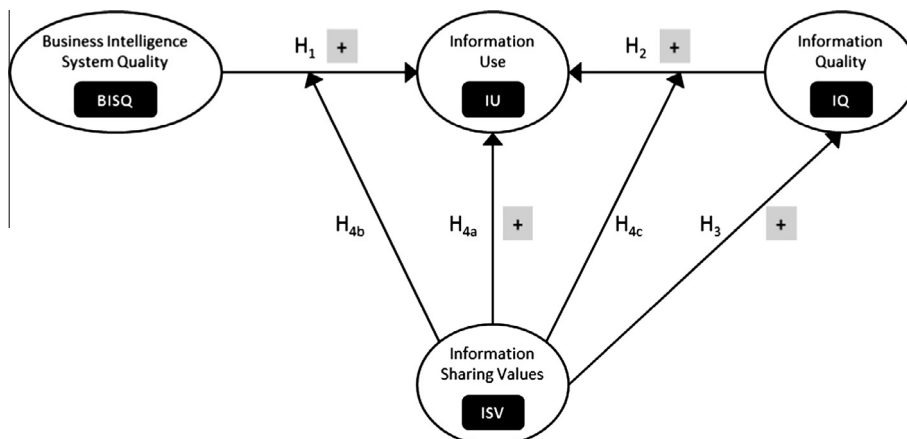 Business Intelligence
System Quality
BISQ
H1 +
Information
Use
IU
H2 +
Information
Quality
IQ
H4b
H4a +
H4c
H3 +
Information
Sharing Values
ISV